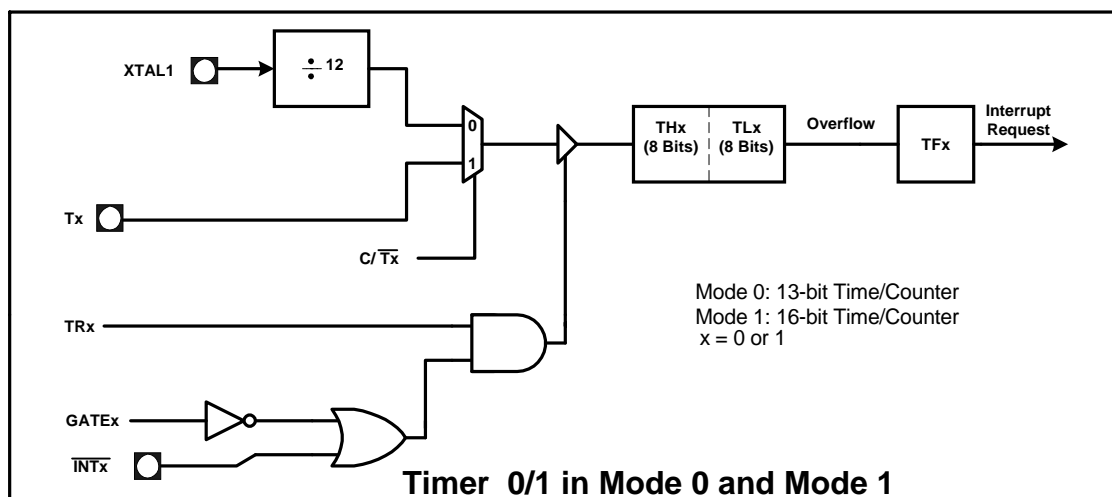 XTAL1
÷ 12
0
1
THx
(8 Bits)
TLx
(8 Bits)
Overflow
TFx
Interrupt
Request
Tx
C/T̅x̅
Mode 0: 13-bit Time/Counter
Mode 1: 16-bit Time/Counter
x = 0 or 1
TRx
GATEx
I̅N̅T̅x̅
Timer 0/1 in Mode 0 and Mode 1